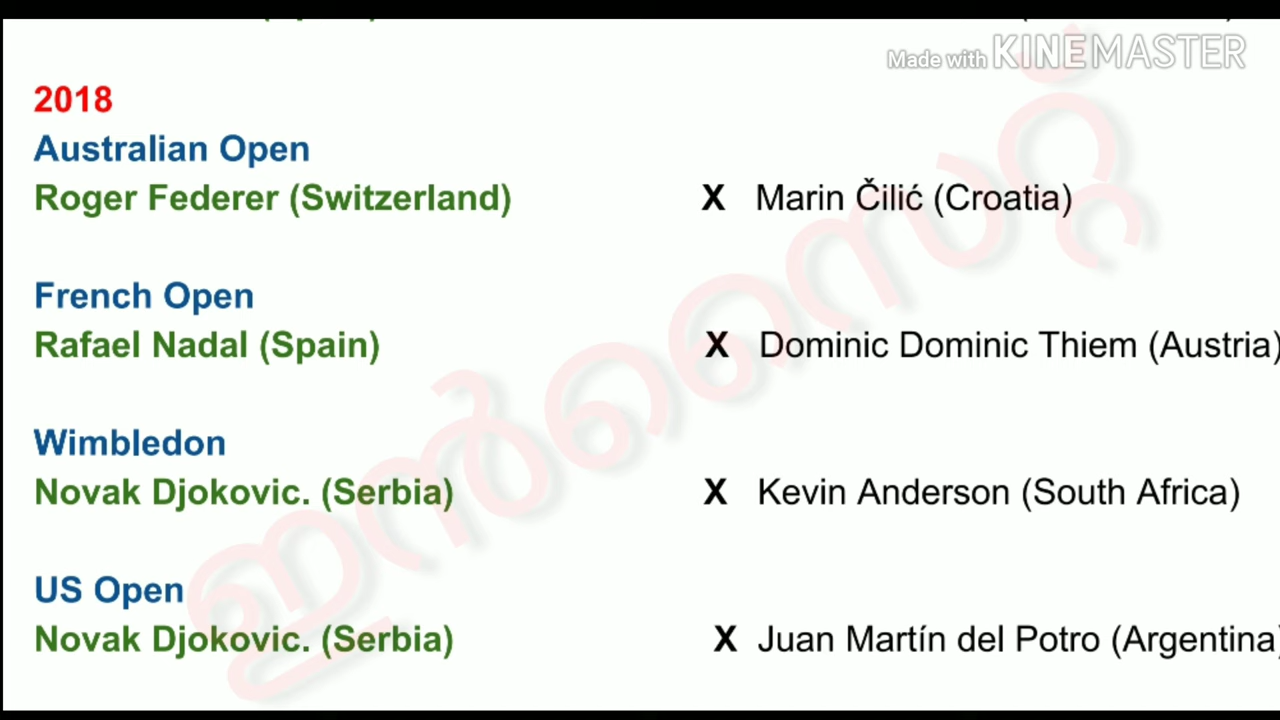 Made with KINEMASTER
2018
Australian Open
Roger Federer (Switzerland) X Marin Čilić (Croatia)
French Open
Rafael Nadal (Spain) X Dominic Dominic Thiem (Austria)
Wimbledon
Novak Djokovic. (Serbia) X Kevin Anderson (South Africa)
US Open
Novak Djokovic. (Serbia) X Juan Martín del Potro (Argentina)
ഇൻസൈറ്റ്